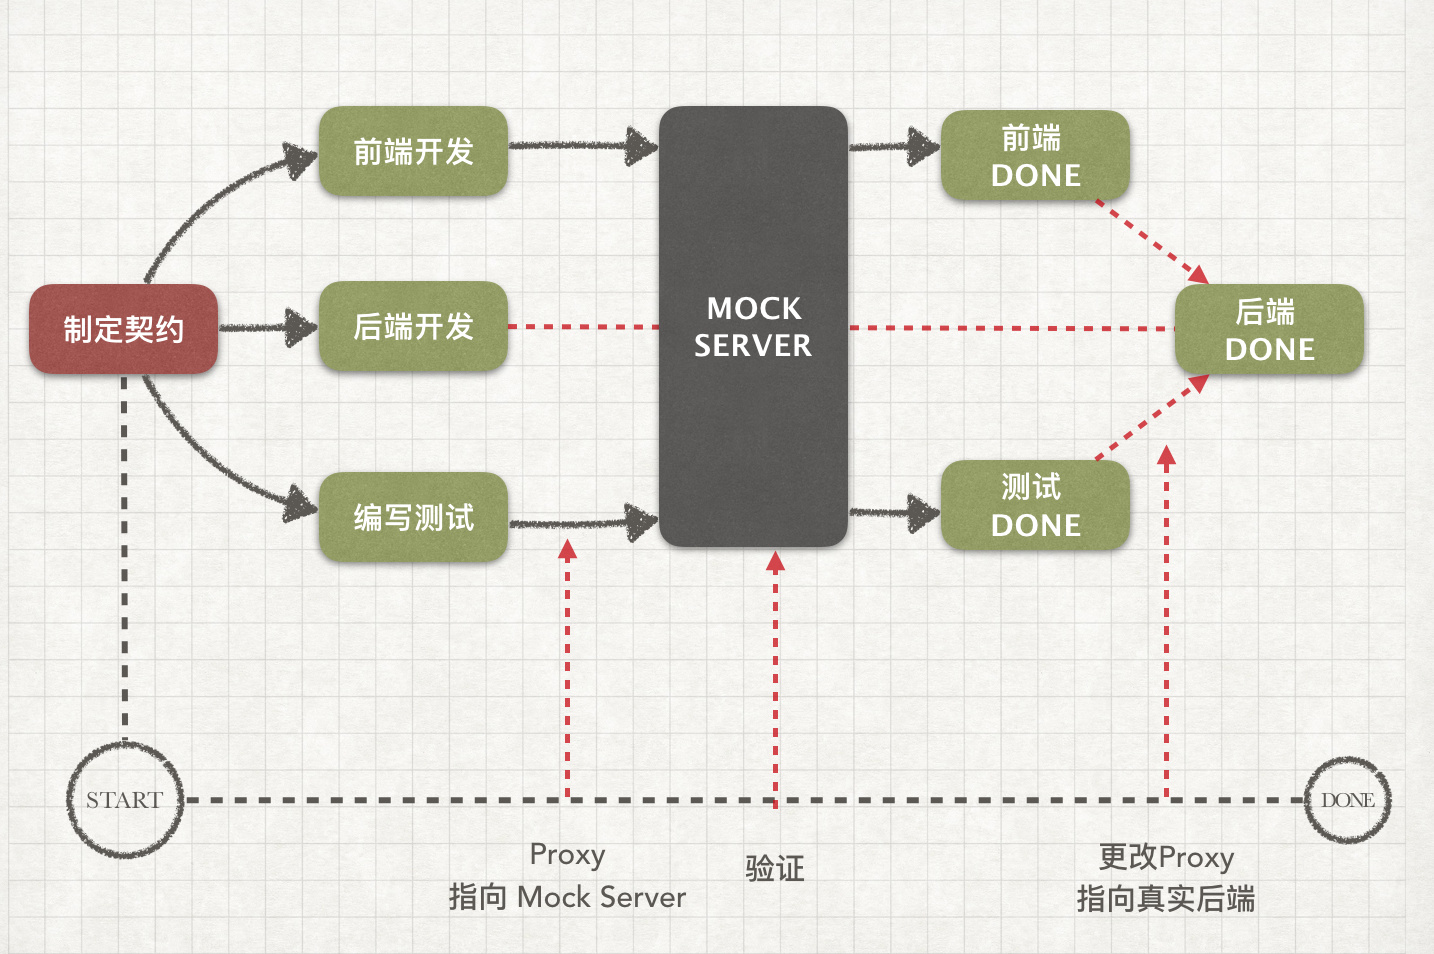 前端开发
前端
DONE
制定契约
后端开发
MOCK
SERVER
后端
DONE
编写测试
测试
DONE
START
DONE
Proxy
指向 Mock Server
验证
更改Proxy
指向真实后端